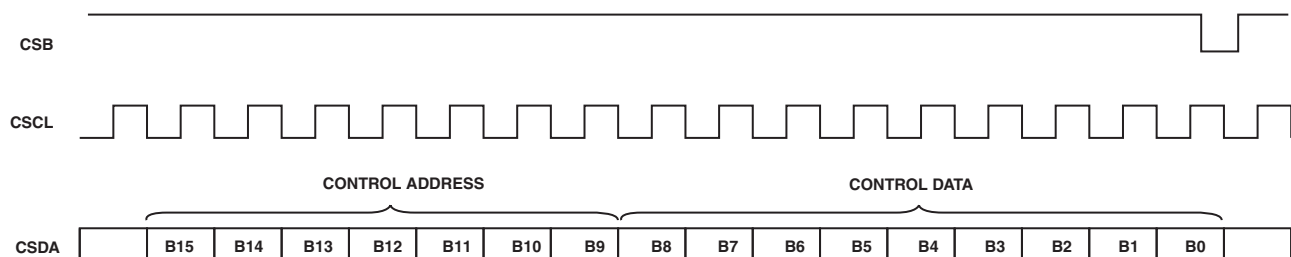 CSB
CSCL
CONTROL ADDRESS CONTROL DATA
CSDA B15 B14 B13 B12 B11 B10 B9 B8 B7 B6 B5 B4 B3 B2 B1 B0